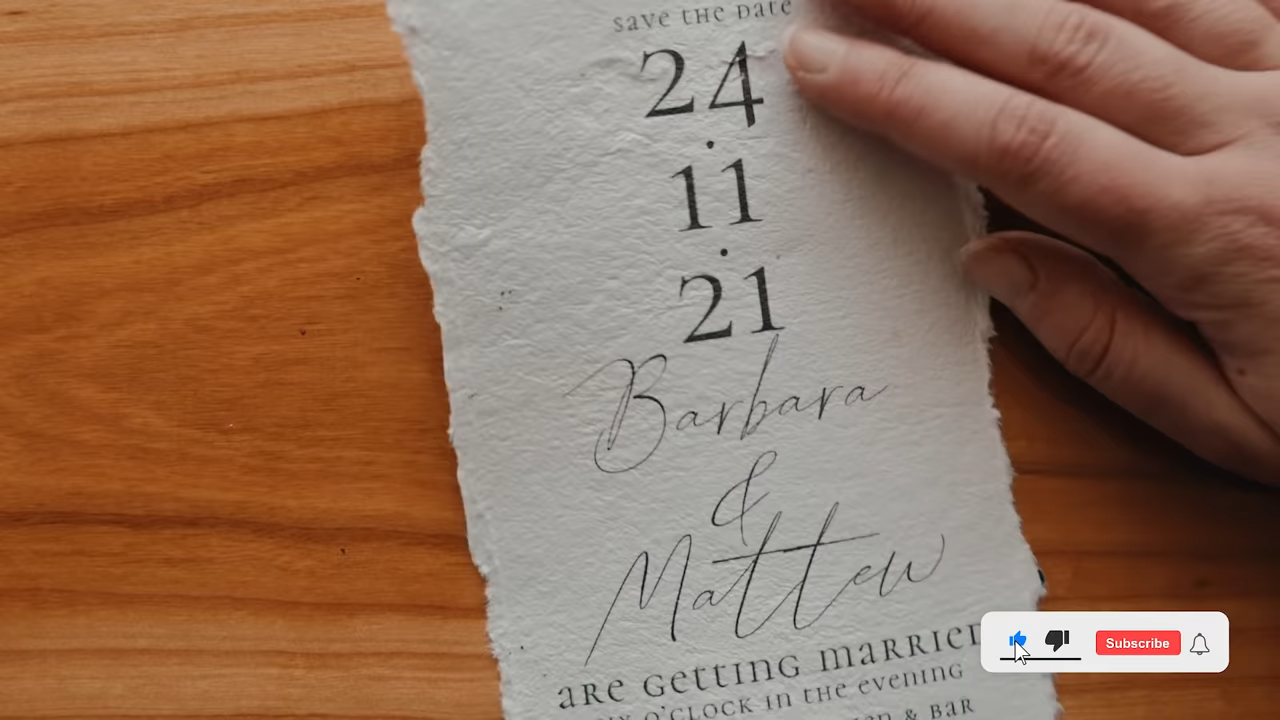 save the date
24
.
11
.
21
Barbara
&
Mattew
are getting married
o'clock in the evening
& Bar
Subscribe